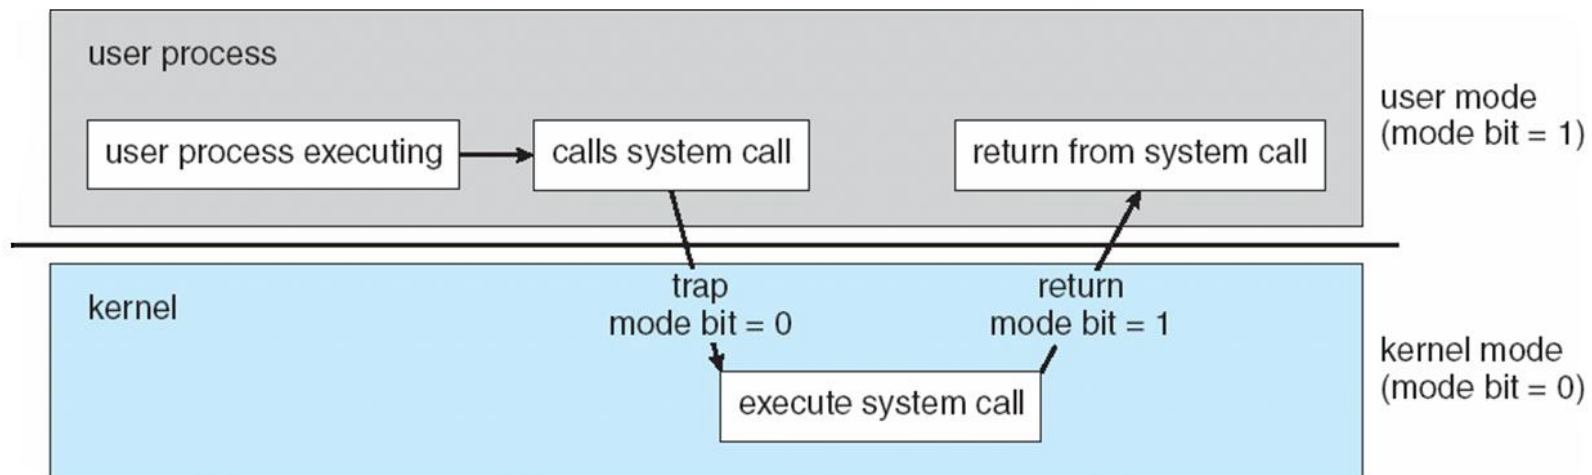 user process
user process executing
calls system call
return from system call
user mode
(mode bit = 1)
kernel
trap
mode bit = 0
return
mode bit = 1
execute system call
kernel mode
(mode bit = 0)